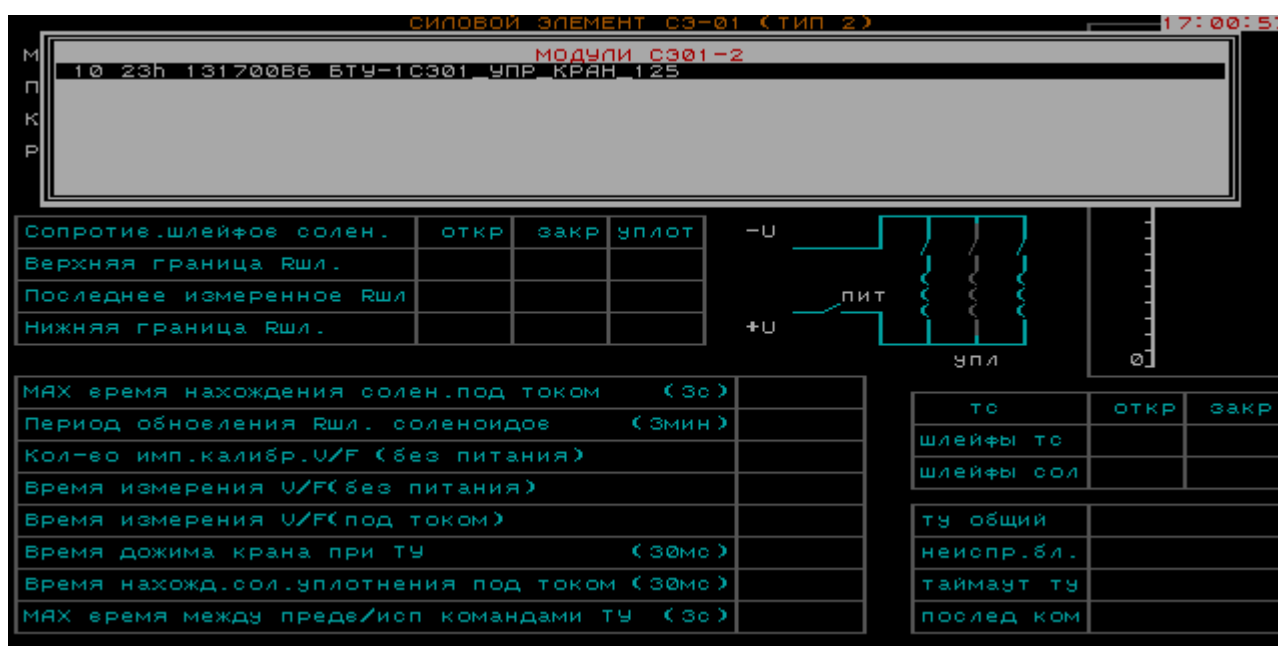 СИЛОВОЙ ЭЛЕМЕНТ СЭ-01 (ТИП 2)
17:00:5
МОДУЛИ СЭ01-2
10 23h 131700B6 БТУ-1СЭ01_УПР_КРАН_125
М
П
К
Р
Сопротив.шлейфов солен. откр закр уплот
Верхняя граница Rшл.
Последнее измеренное Rшл
Нижняя граница Rшл.
-U
пит
+U
упл
0
MAX время нахождения солен.под током (3с)
Период обновления Rшл. соленоидов (3мин)
Кол-во имп.калибр.V/F (без питания)
Время измерения V/F(без питания)
Время измерения V/F(под током)
Время дожима крана при ТУ (30мс)
Время нахожд.сол.уплотнения под током (30мс)
MAX время между предв/исп командами ТУ (3с)
тс откр закр
шлейфы тс
шлейфы сол
ту общий
неиспр.бл.
таймаут ту
послед ком